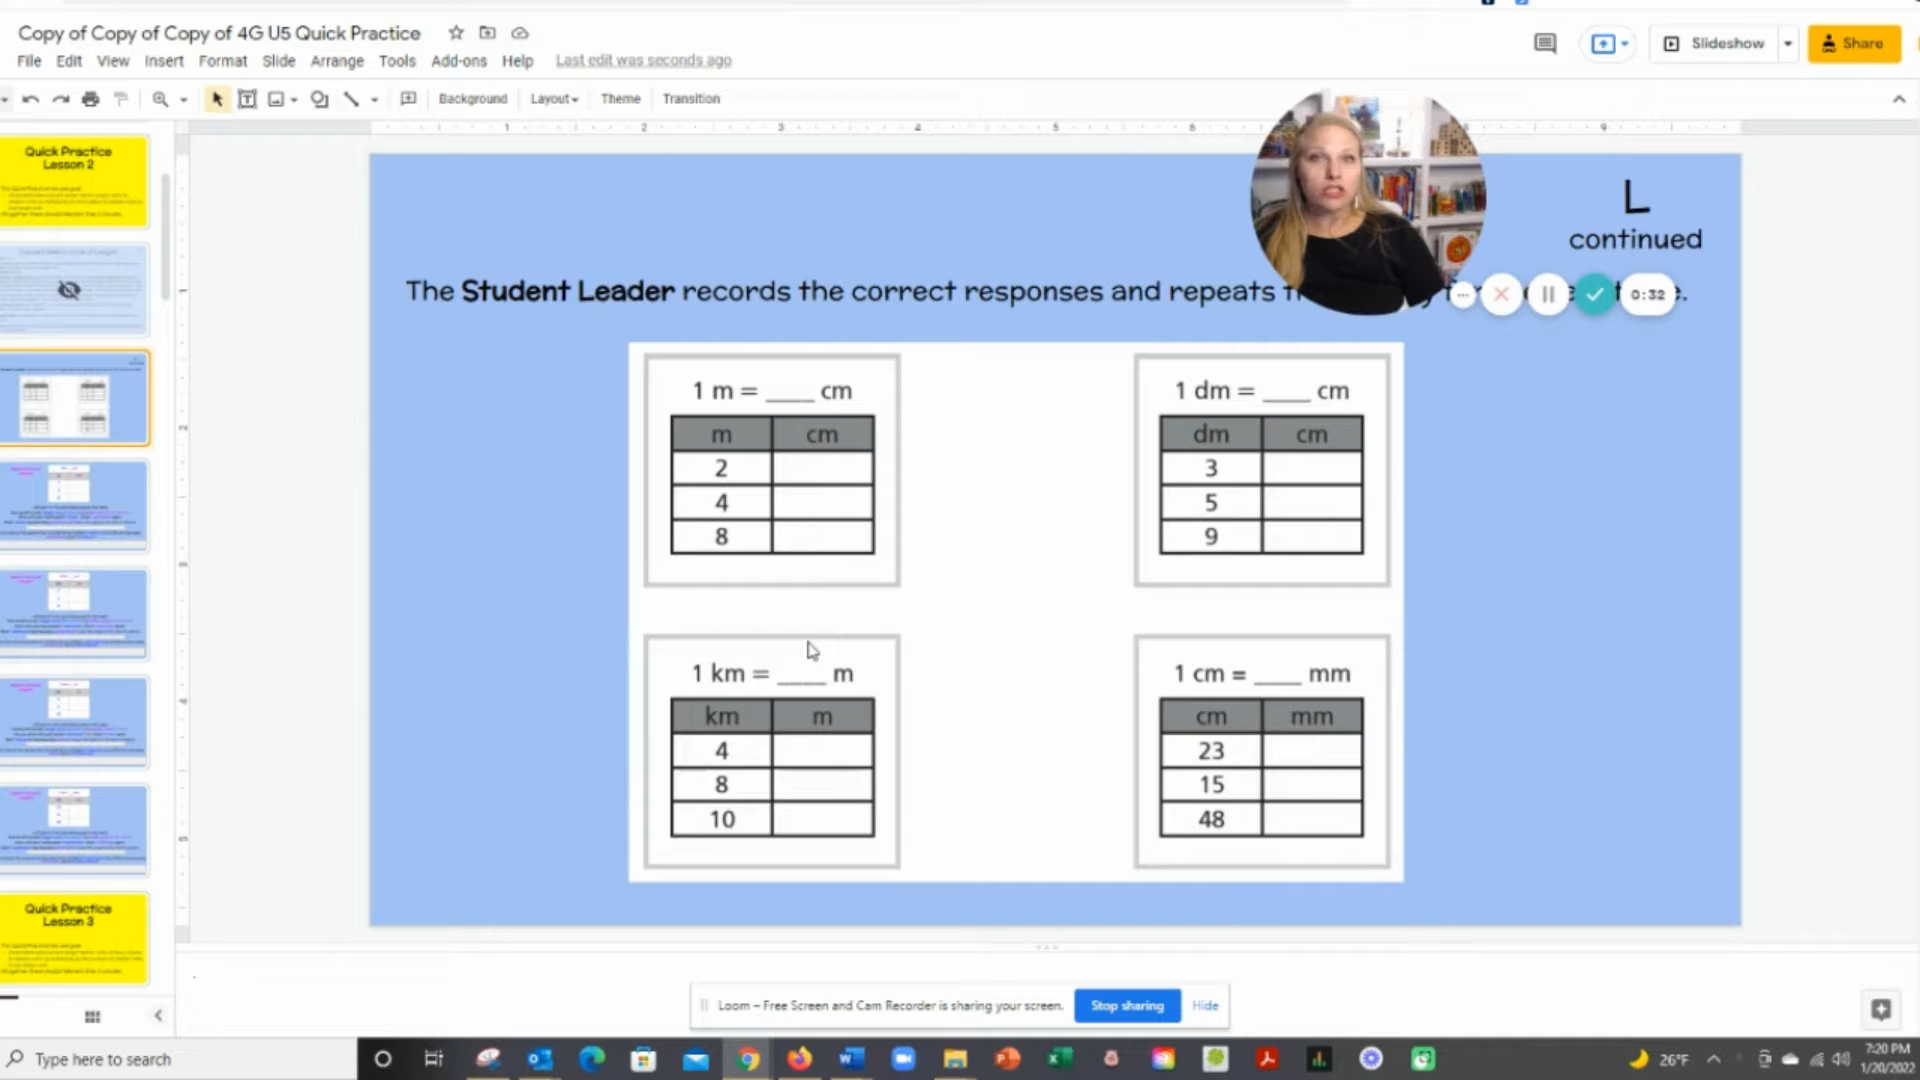 Copy of Copy of Copy of 4G U5 Quick Practice
File Edit View Insert Format Slide Arrange Tools Add-ons Help Last edit was seconds ago
Slideshow
Share
Background Layout Theme Transition
Quick Practice
Lesson 2
Quick Practice
Lesson 3
L
continued
The Student Leader records the correct responses and repeats
0:32
1 m = ____ cm
m cm
2
4
8
1 dm = ____ cm
dm cm
3
5
9
1 km = ____ m
km m
4
8
10
1 cm = ____ mm
cm mm
23
15
48
Loom – Free Screen and Cam Recorder is sharing your screen. Stop sharing Hide
Type here to search
26°F
7:20 PM
1/20/2022